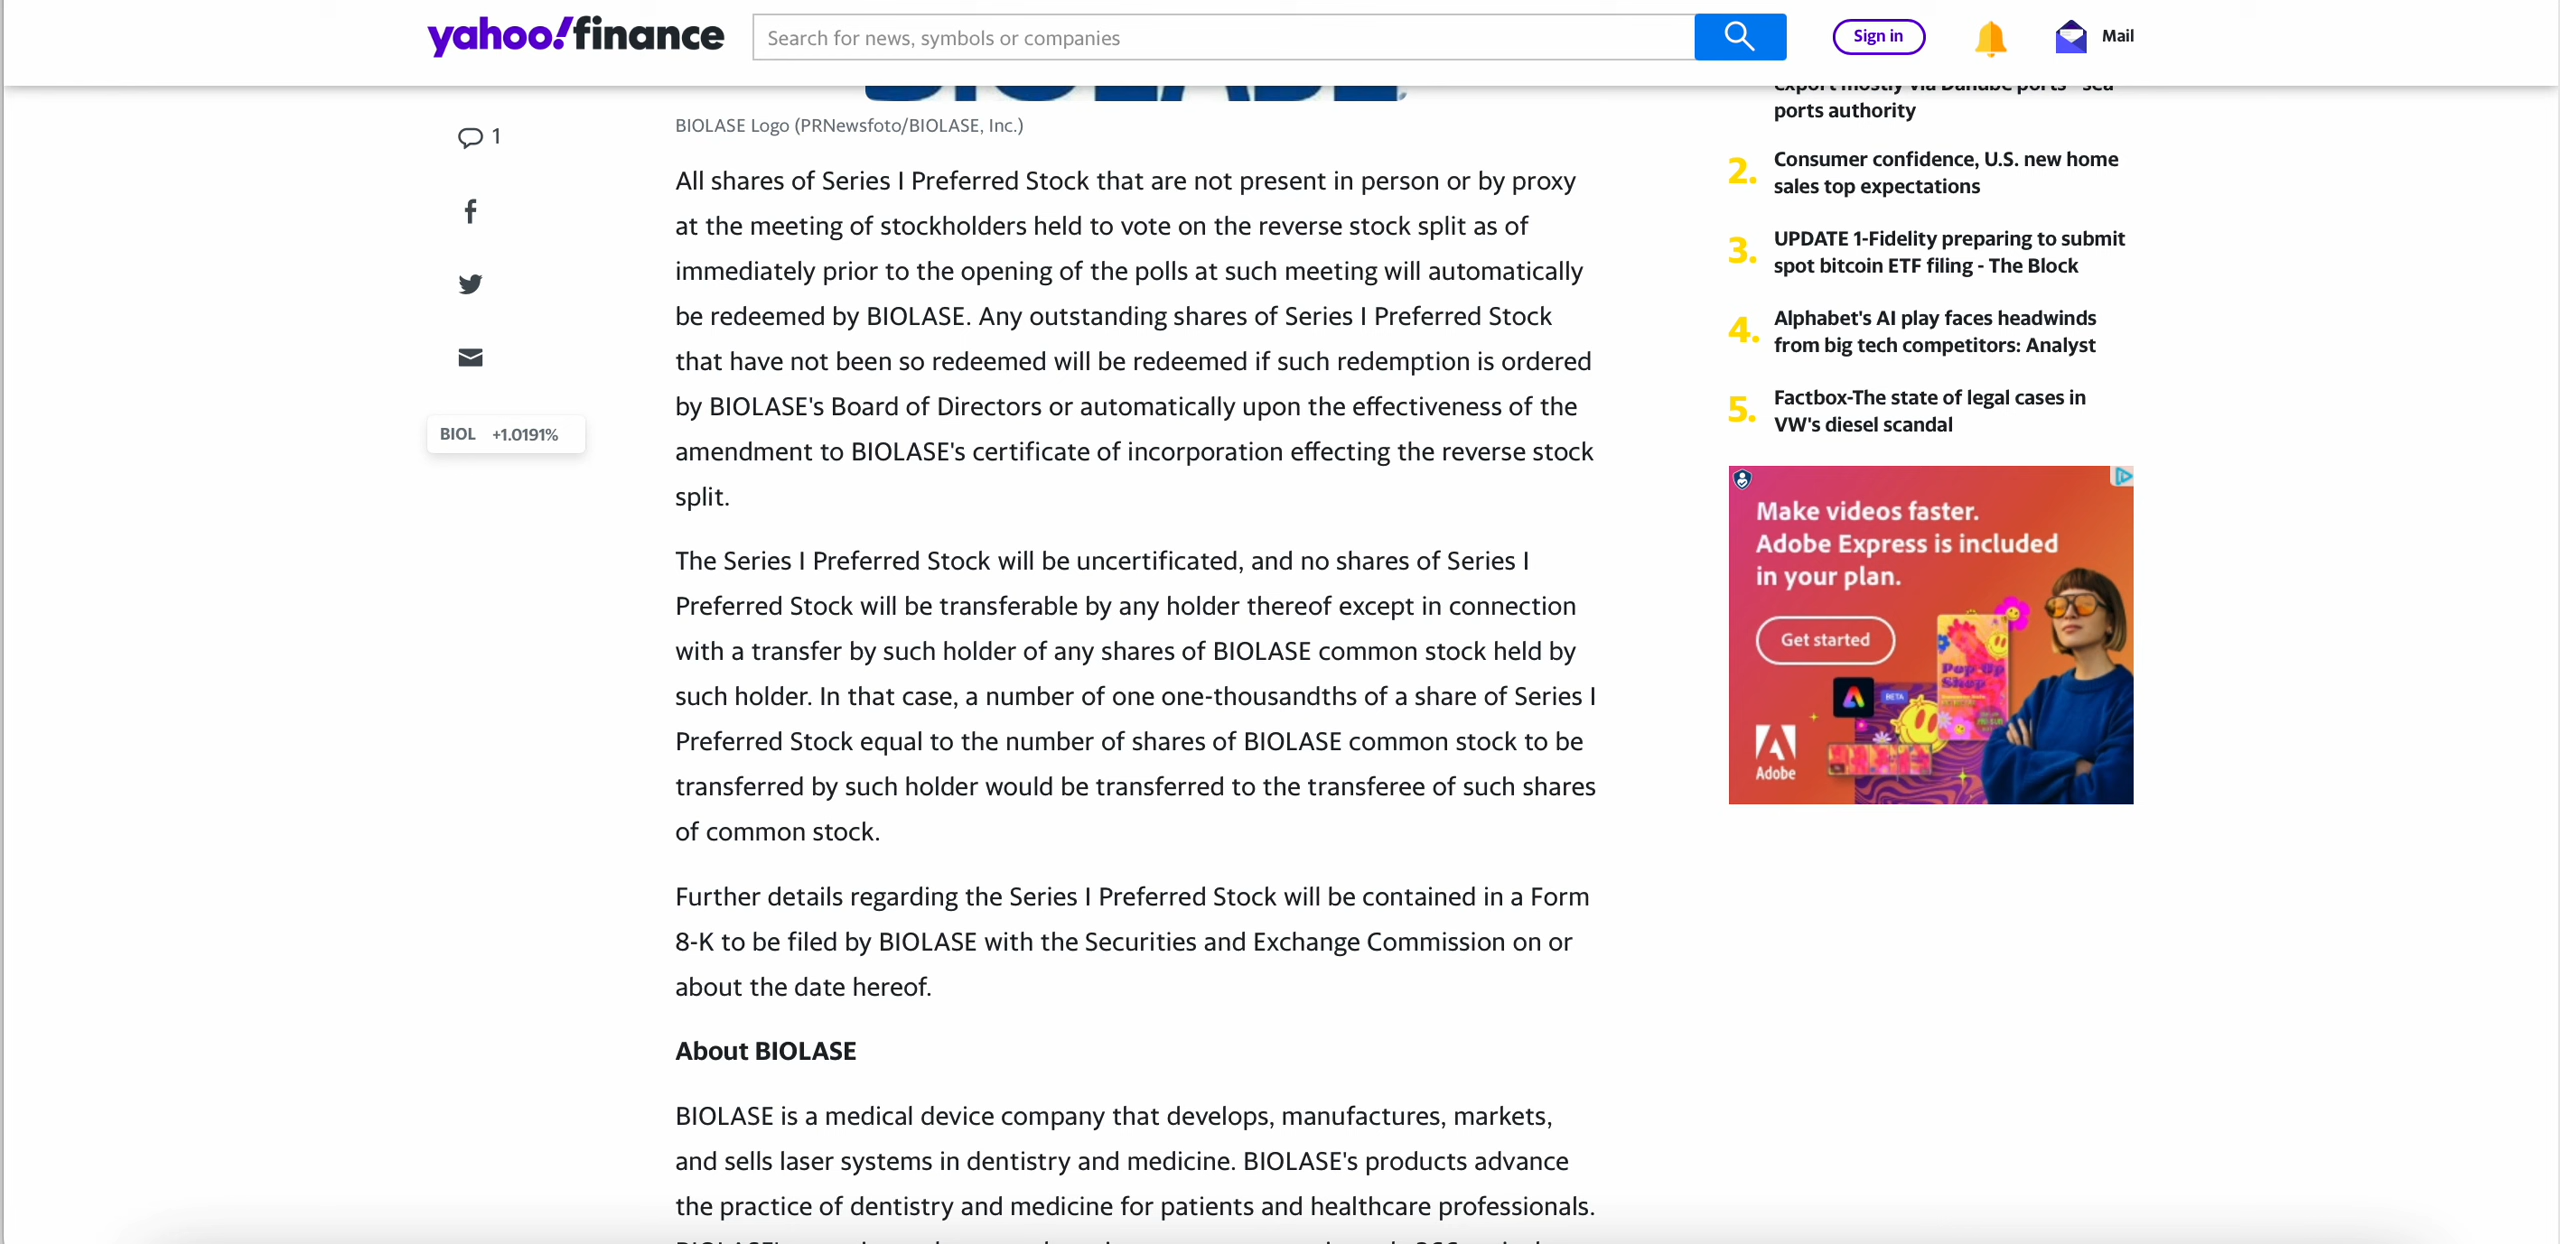 yahoo!finance
Search for news, symbols or companies
Sign in
Mail
1
BIOL +1.0191%
BIOLASE Logo (PRNewsfoto/BIOLASE, Inc.)
All shares of Series I Preferred Stock that are not present in person or by proxy
at the meeting of stockholders held to vote on the reverse stock split as of
immediately prior to the opening of the polls at such meeting will automatically
be redeemed by BIOLASE. Any outstanding shares of Series I Preferred Stock
that have not been so redeemed will be redeemed if such redemption is ordered
by BIOLASE's Board of Directors or automatically upon the effectiveness of the
amendment to BIOLASE's certificate of incorporation effecting the reverse stock
split.
The Series I Preferred Stock will be uncertificated, and no shares of Series I
Preferred Stock will be transferable by any holder thereof except in connection
with a transfer by such holder of any shares of BIOLASE common stock held by
such holder. In that case, a number of one one-thousandths of a share of Series I
Preferred Stock equal to the number of shares of BIOLASE common stock to be
transferred by such holder would be transferred to the transferee of such shares
of common stock.
Further details regarding the Series I Preferred Stock will be contained in a Form
8-K to be filed by BIOLASE with the Securities and Exchange Commission on or
about the date hereof.
About BIOLASE
BIOLASE is a medical device company that develops, manufactures, markets,
and sells laser systems in dentistry and medicine. BIOLASE's products advance
the practice of dentistry and medicine for patients and healthcare professionals.
export mostly via Danube ports
ports authority
2. Consumer confidence, U.S. new home
sales top expectations
3. UPDATE 1-Fidelity preparing to submit
spot bitcoin ETF filing - The Block
4. Alphabet's AI play faces headwinds
from big tech competitors: Analyst
5. Factbox-The state of legal cases in
VW's diesel scandal
Make videos faster.
Adobe Express is included
in your plan.
Get started
Pop-Up
Shop
BETA
Adobe